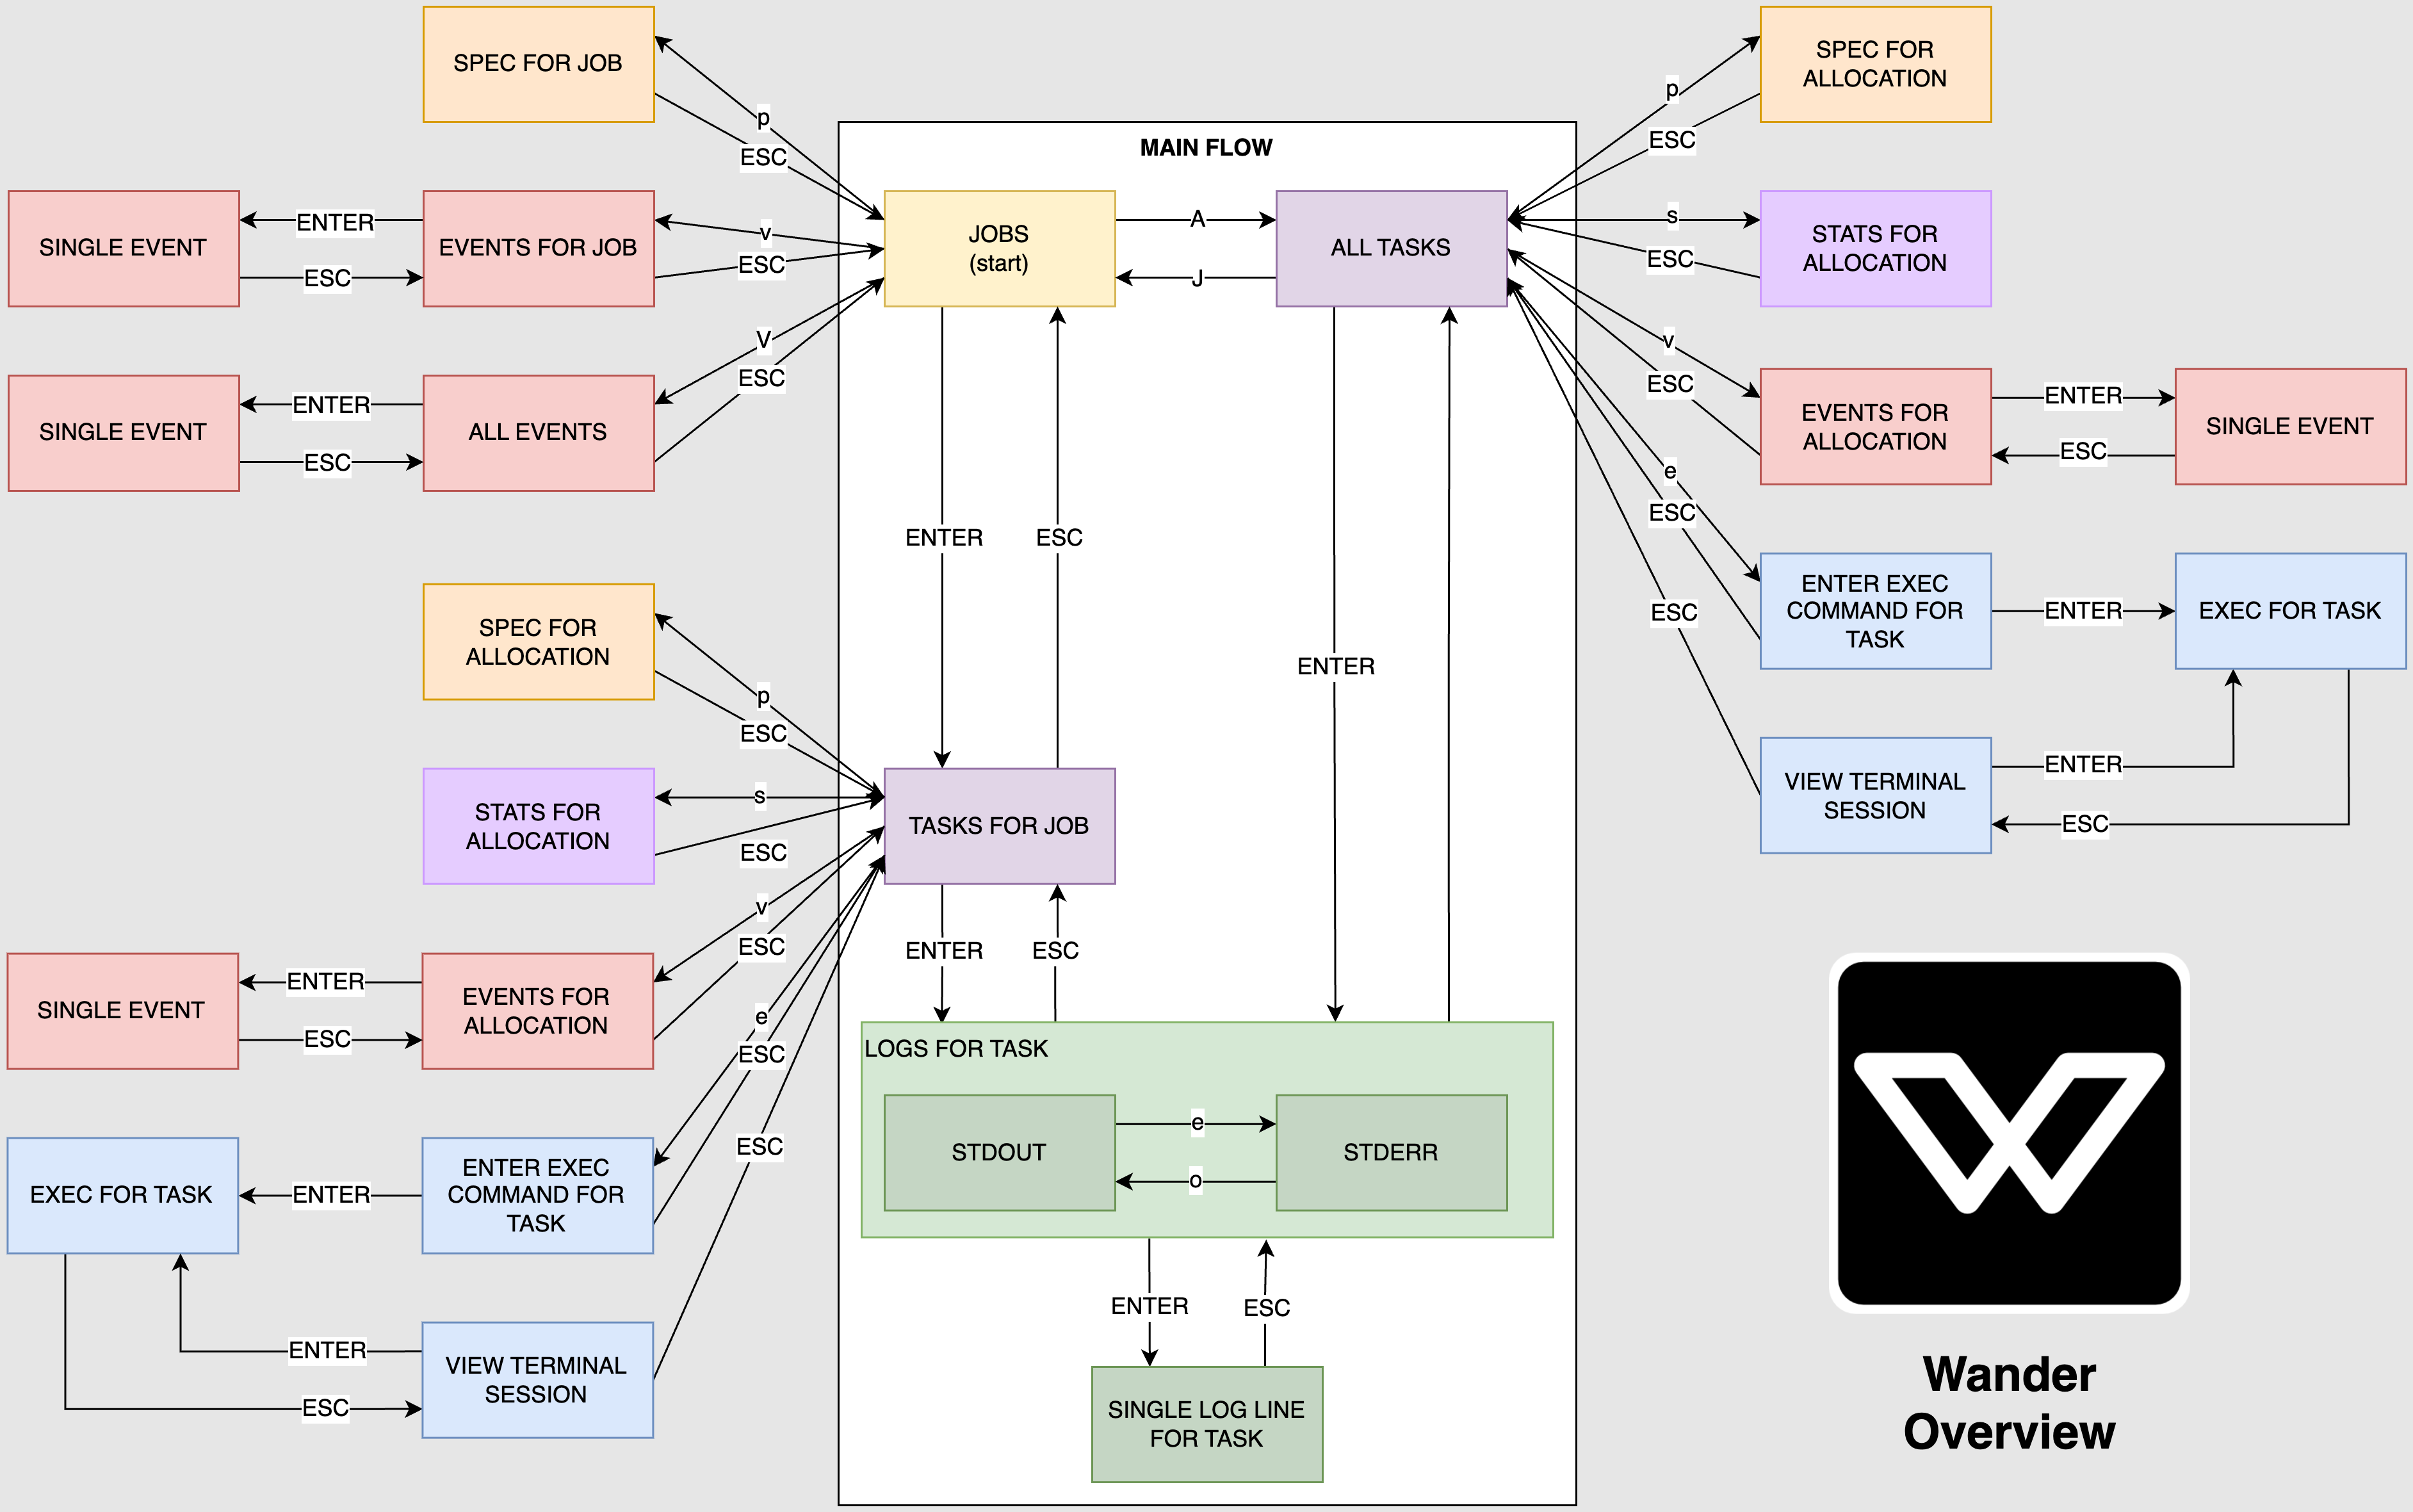 SPEC FOR JOB
p
ESC
SINGLE EVENT
ENTER
ESC
EVENTS FOR JOB
v
ESC
SINGLE EVENT
ENTER
ESC
ALL EVENTS
V
ESC
SPEC FOR
ALLOCATION
p
ESC
STATS FOR
ALLOCATION
s
ESC
SINGLE EVENT
ENTER
ESC
EVENTS FOR
ALLOCATION
v
ESC
EXEC FOR TASK
ENTER
ENTER EXEC
COMMAND FOR
TASK
e
ESC
ENTER
ESC
VIEW TERMINAL
SESSION
ESC
MAIN FLOW
JOBS
(start)
A
J
ALL TASKS
ENTER
ESC
ENTER
TASKS FOR JOB
ENTER
ESC
LOGS FOR TASK
STDOUT
e
o
STDERR
ENTER
ESC
SINGLE LOG LINE
FOR TASK
p
ESC
SPEC FOR
ALLOCATION
s
ESC
STATS FOR
ALLOCATION
v
ESC
EVENTS FOR
ALLOCATION
ENTER
ESC
SINGLE EVENT
e
ESC
ENTER EXEC
COMMAND FOR
TASK
ENTER
EXEC FOR TASK
ESC
VIEW TERMINAL
SESSION
ENTER
ESC
Wander
Overview